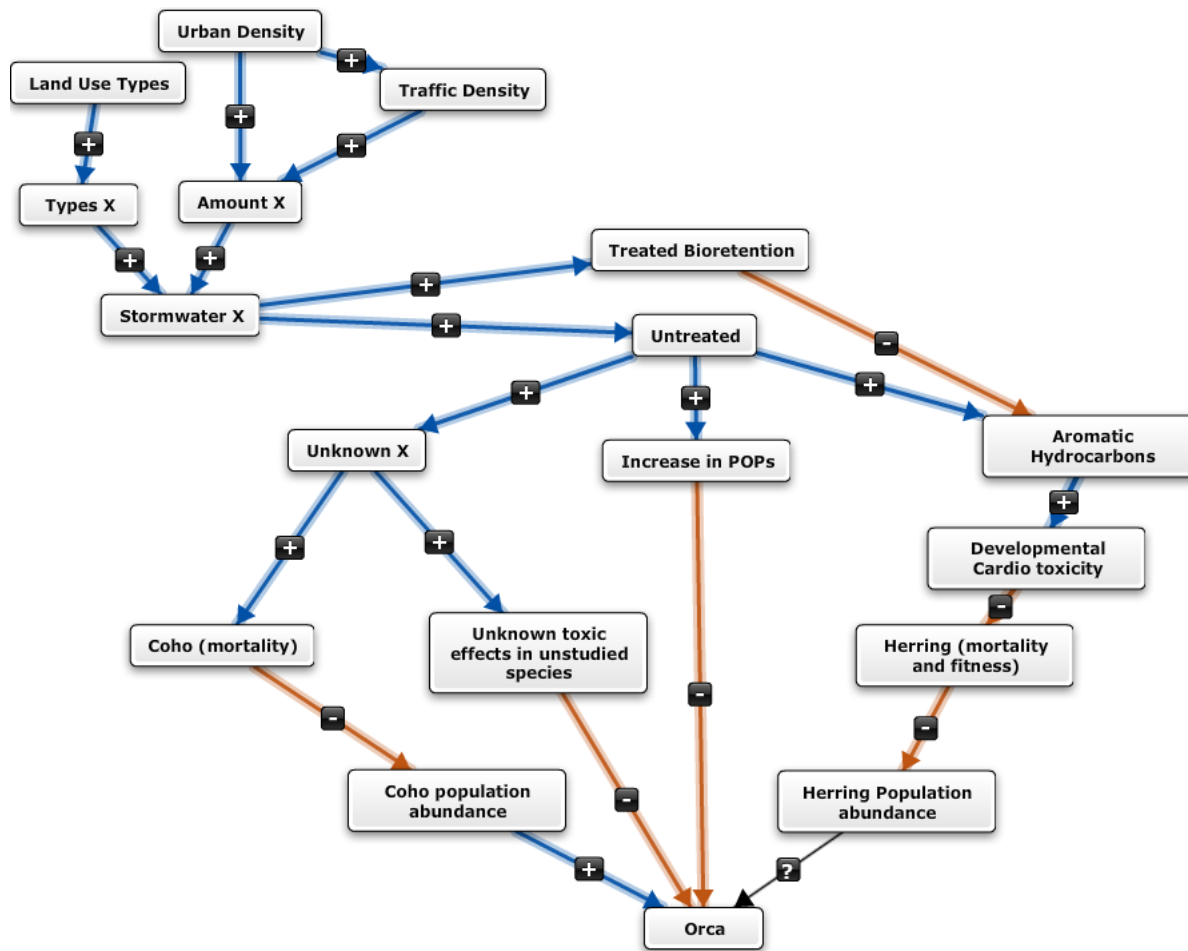 Urban Density
+
Land Use Types
Traffic Density
+
+
+
Types X
Amount X
+
+
Treated Bioretention
+
Stormwater X
+
Untreated
-
+
+
+
Unknown X
Increase in POPs
Aromatic
Hydrocarbons
+
+
+
Developmental
Cardio toxicity
-
Coho (mortality)
Unknown toxic
effects in unstudied
species
Herring (mortality
and fitness)
-
-
-
Coho population
abundance
-
Herring Population
abundance
+
?
Orca